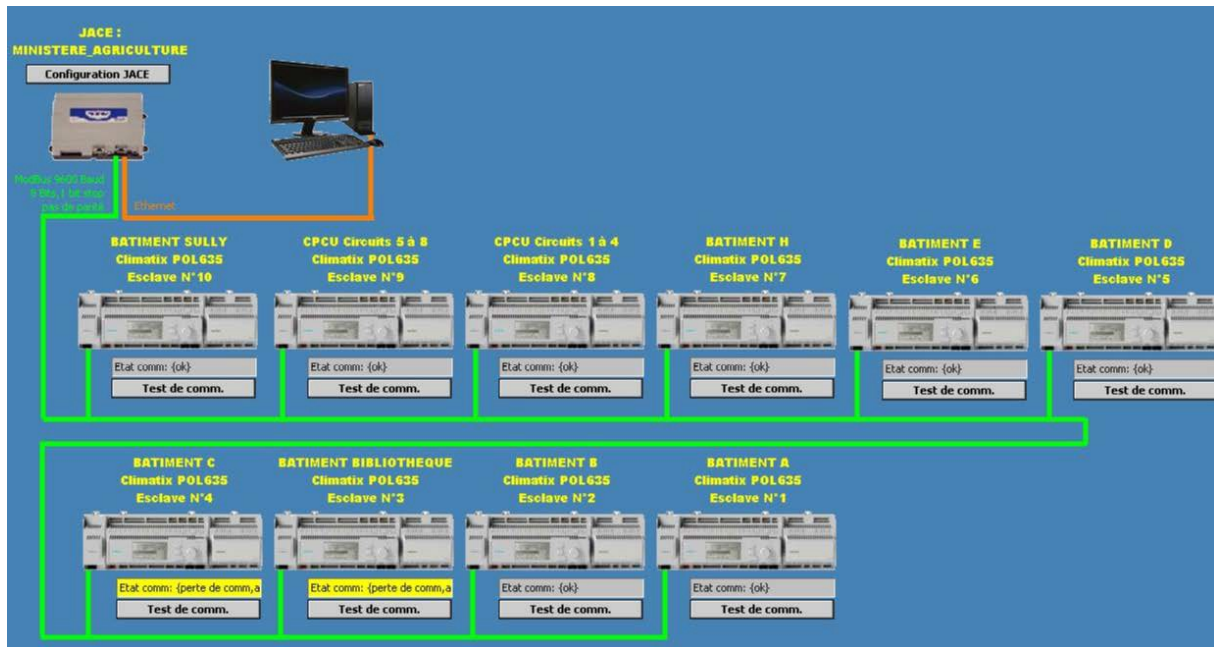 JACE :
MINISTERE_AGRICULTURE
Configuration JACE
ModBus 9600 Baud
8 Bits,1 bit stop
pas de parité
Ethernet
BATIMENT SULLY
Climatix POL635
Esclave N°10
CPCU Circuits 5 à 8
Climatix POL635
Esclave N°9
CPCU Circuits 1 à 4
Climatix POL635
Esclave N°8
BATIMENT H
Climatix POL635
Esclave N°7
BATIMENT E
Climatix POL635
Esclave N°6
BATIMENT D
Climatix POL635
Esclave N°5
Etat comm: {ok}
Test de comm.
Etat comm: {ok}
Test de comm.
Etat comm: {ok}
Test de comm.
Etat comm: {ok}
Test de comm.
Etat comm: {ok}
Test de comm.
Etat comm: {ok}
Test de comm.
BATIMENT C
Climatix POL635
Esclave N°4
BATIMENT BIBLIOTHEQUE
Climatix POL635
Esclave N°3
BATIMENT B
Climatix POL635
Esclave N°2
BATIMENT A
Climatix POL635
Esclave N°1
Etat comm: {perte de comm,a
Test de comm.
Etat comm: {perte de comm,a
Test de comm.
Etat comm: {ok}
Test de comm.
Etat comm: {ok}
Test de comm.